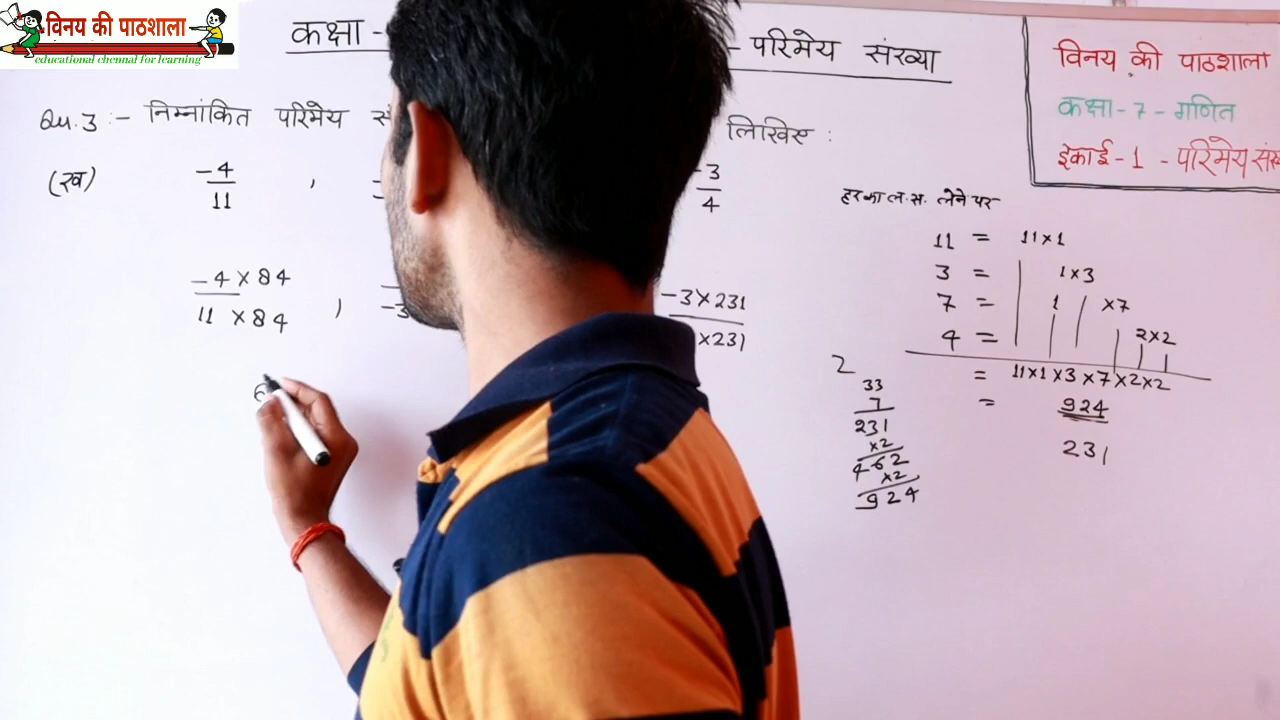 विनय की पाठशाला
educational chennal for learning
कक्षा - - परिमेय संख्या
विनय की पाठशाला
कक्षा - 7 - गणित
इकाई - 1 - परिमेय
Qu. 3 :- निम्नांकित परिमेय लिखिए :
(ख) -4/11 , -3/4
हर का ल.स. लेने पर
11 = 11×1
3 = 1×3
7 = 1 ×7
4 = 2×2
= 11×1×3×7×2×2
= 924
231
-4×84
11×84 ,
-3×231
×231
2
33
7
231
×2
462
×2
924